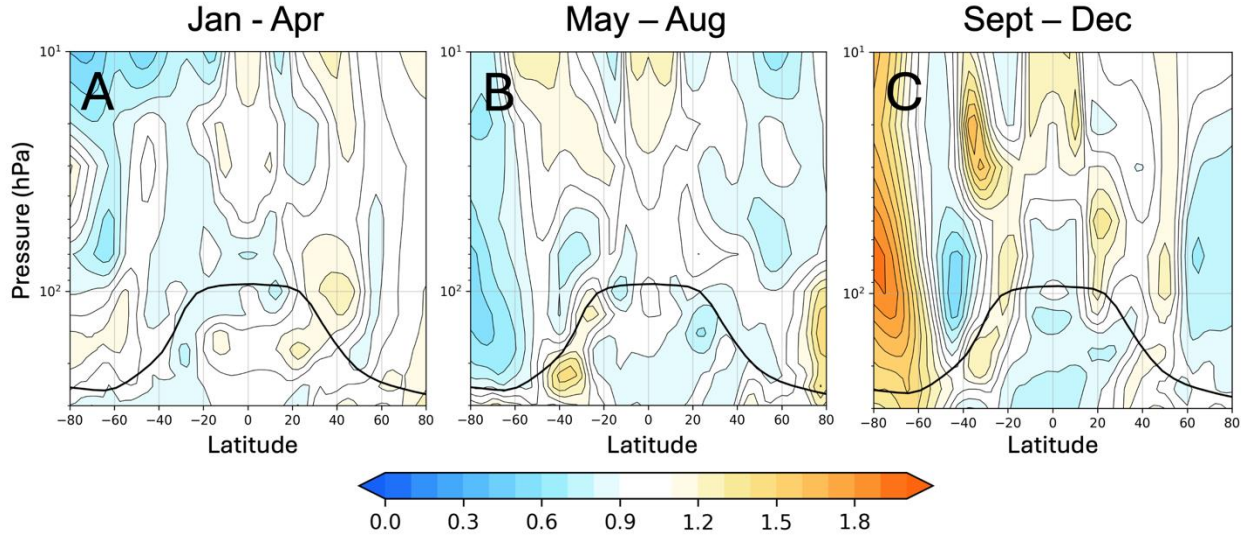 Jan - Apr May – Aug Sept – Dec
A B C
Pressure (hPa)
10¹ 10¹ 10¹
10² 10² 10²
−80 −60 −40 −20 0 20 40 60 80 −80 −60 −40 −20 0 20 40 60 80 −80 −60 −40 −20 0 20 40 60 80
Latitude Latitude Latitude
0.0 0.3 0.6 0.9 1.2 1.5 1.8